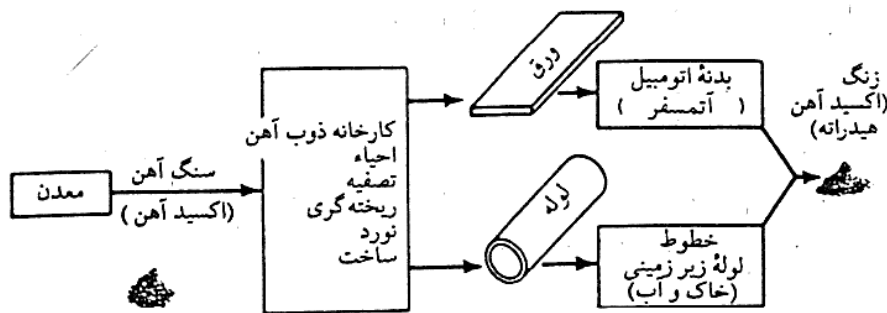 معدن
سنگ آهن
(اکسید آهن)
کارخانه ذوب آهن
احیاء
تصفیه
ریخته گری
نورد
ساخت
ورق
لوله
بدنهٔ اتومبیل
( آتمسفر )
خطوط
لولهٔ زیر زمینی
(خاک و آب)
زنگ
(اکسید آهن
هیدراته)